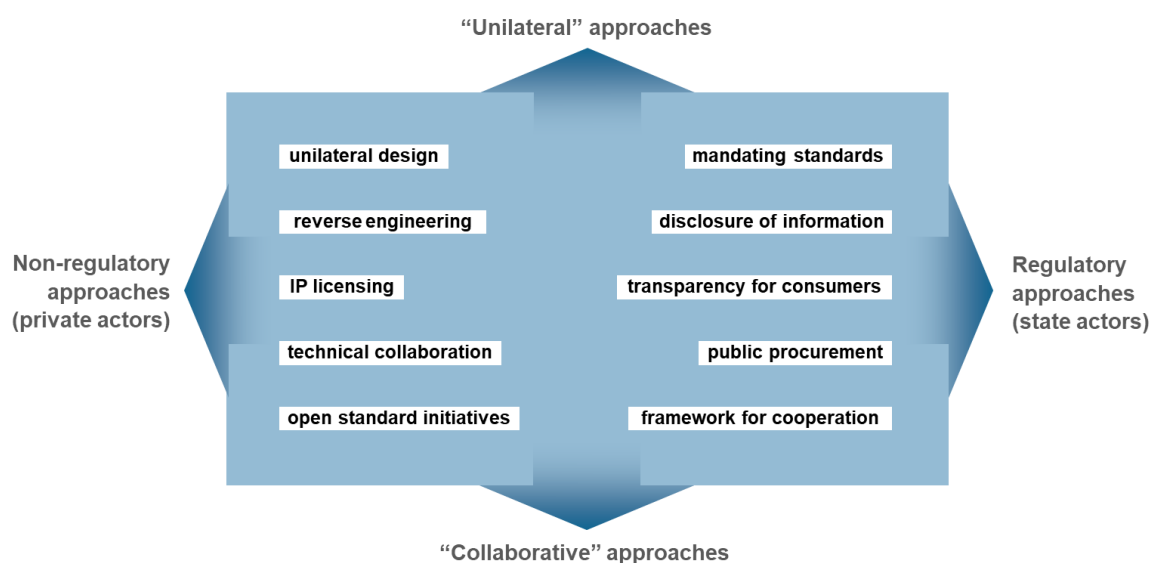 “Unilateral” approaches
unilateral design
mandating standards
reverse engineering
disclosure of information
Non-regulatory
approaches
(private actors)
IP licensing
transparency for consumers
Regulatory
approaches
(state actors)
technical collaboration
public procurement
open standard initiatives
framework for cooperation
“Collaborative” approaches